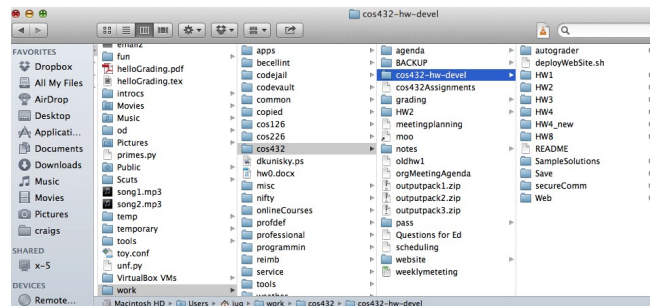 cos432-hw-devel
FAVORITES
Dropbox
All My Files
AirDrop
Desktop
Applicati...
Documents
Downloads
Music
Movies
Pictures
craigs
SHARED
x-5
DEVICES
Remote...
email2
fun
helloGrading.pdf
helloGrading.tex
introcs
Movies
Music
od
Pictures
primes.py
Public
Scuts
song1.mp3
song2.mp3
temp
temporary
tools
toy.conf
unf.py
VirtualBox VMs
work
apps
becellint
codejail
codevault
common
copied
cos126
cos226
cos432
dkunisky.ps
hw0.docx
misc
nifty
onlineCourses
profdef
professional
programmin
reimb
service
tools
weather
agenda
BACKUP
cos432-hw-devel
cos432Assignments
grading
HW2
meetingplanning
moo
notes
oldhw1
orgMeetingAgenda
outputpack1.zip
outputpack2.zip
outputpack3.zip
pass
Questions for Ed
scheduling
website
weeklymeteting
autograder
deployWebSite.sh
HW1
HW2
HW3
HW4
HW4_new
HW8
README
SampleSolutions
Save
secureComm
Web
Macintosh HD Users jug work cos432 cos432-hw-devel